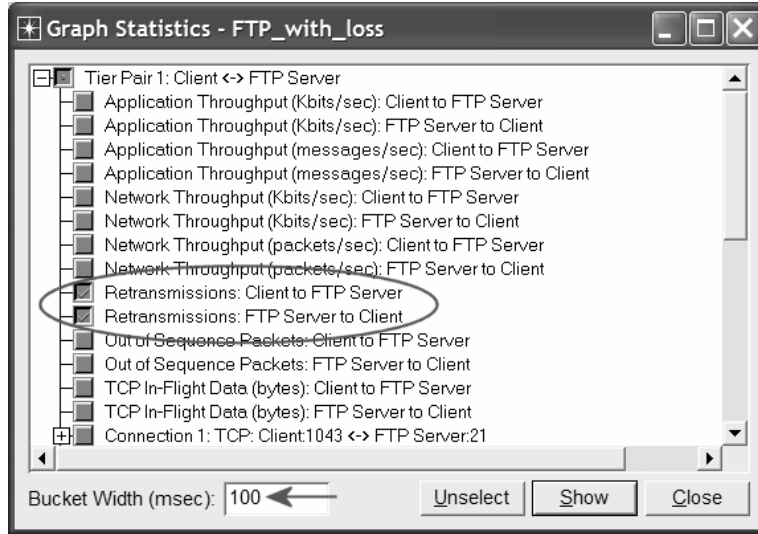 Graph Statistics - FTP_with_loss
Tier Pair 1: Client <-> FTP Server
Application Throughput (Kbits/sec): Client to FTP Server
Application Throughput (Kbits/sec): FTP Server to Client
Application Throughput (messages/sec): Client to FTP Server
Application Throughput (messages/sec): FTP Server to Client
Network Throughput (Kbits/sec): Client to FTP Server
Network Throughput (Kbits/sec): FTP Server to Client
Network Throughput (packets/sec): Client to FTP Server
Network Throughput (packets/sec): FTP Server to Client
Retransmissions: Client to FTP Server
Retransmissions: FTP Server to Client
Out of Sequence Packets: Client to FTP Server
Out of Sequence Packets: FTP Server to Client
TCP In-Flight Data (bytes): Client to FTP Server
TCP In-Flight Data (bytes): FTP Server to Client
Connection 1: TCP: Client:1043 <-> FTP Server:21
Bucket Width (msec): 100 Unselect Show Close